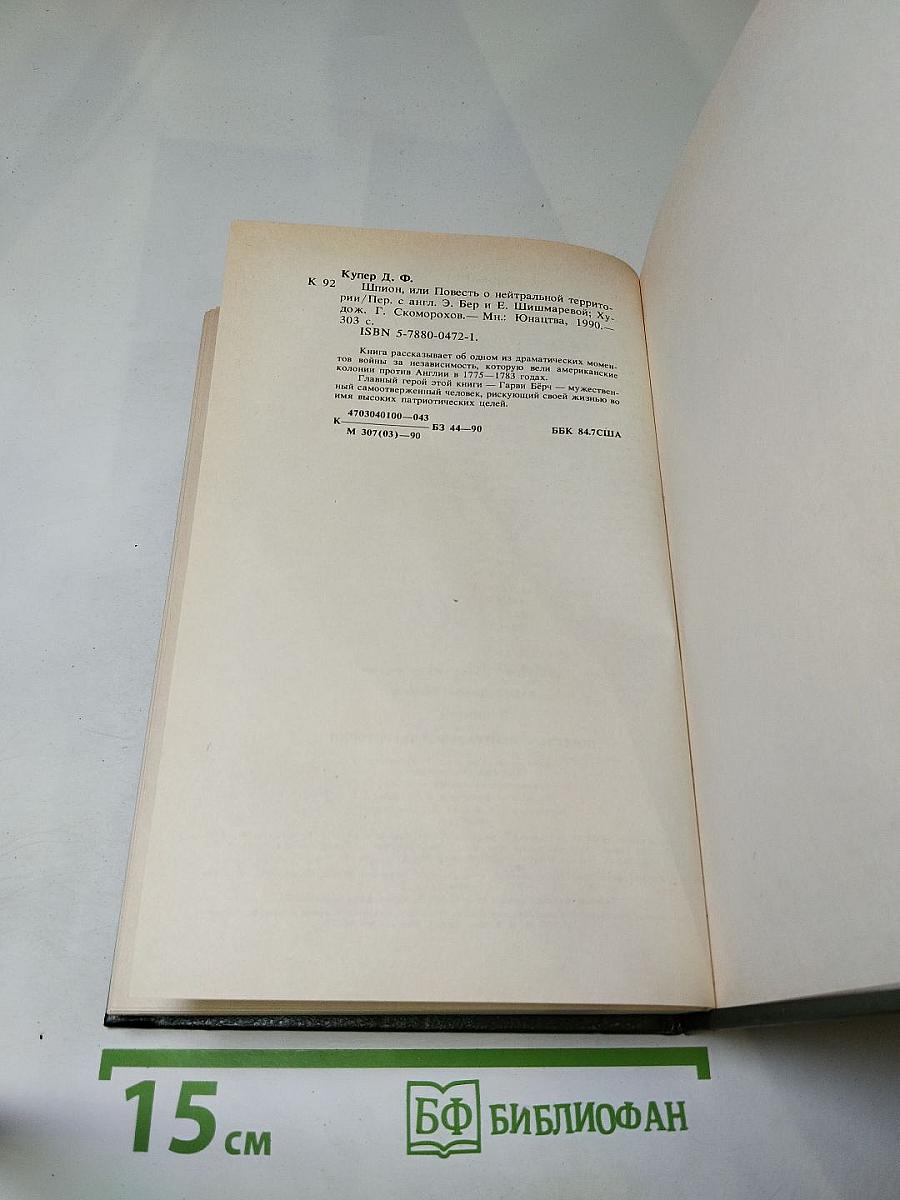 Купер Д. Ф.
К 92 Шпион, или Повесть о нейтральной террито-
рии/Пер. с англ. Э. Бер и Е. Шишмаревой; Ху-
дож. Г. Скоморохов.— Мн.: Юнацтва, 1990.—
303 с.
ISBN 5-7880-0472-1.
Книга рассказывает об одном из драматических момен-
тов войны за независимость, которую вели американские
колонии против Англии в 1775—1783 годах.
Главный герой этой книги — Гарви Бёрч — мужествен-
ный самоотверженный человек, рискующий своей жизнью во
имя высоких патриотических целей.
4703040100—043
К БЗ 44—90 ББК 84.7США
М 307(03)—90
15 см
БФ БИБЛИОФАН